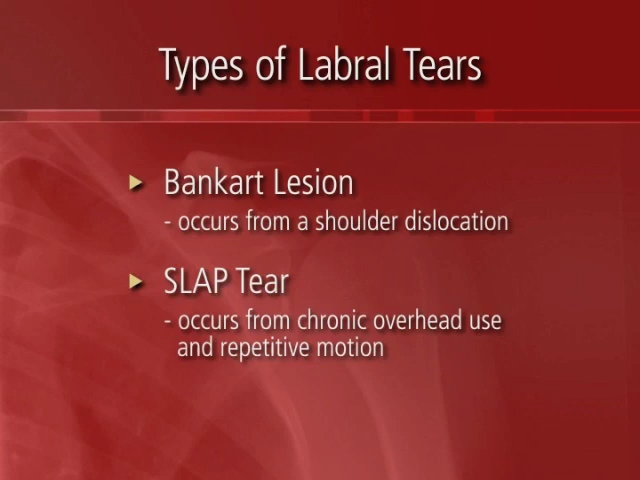 Types of Labral Tears
Bankart Lesion
- occurs from a shoulder dislocation
SLAP Tear
- occurs from chronic overhead use
and repetitive motion